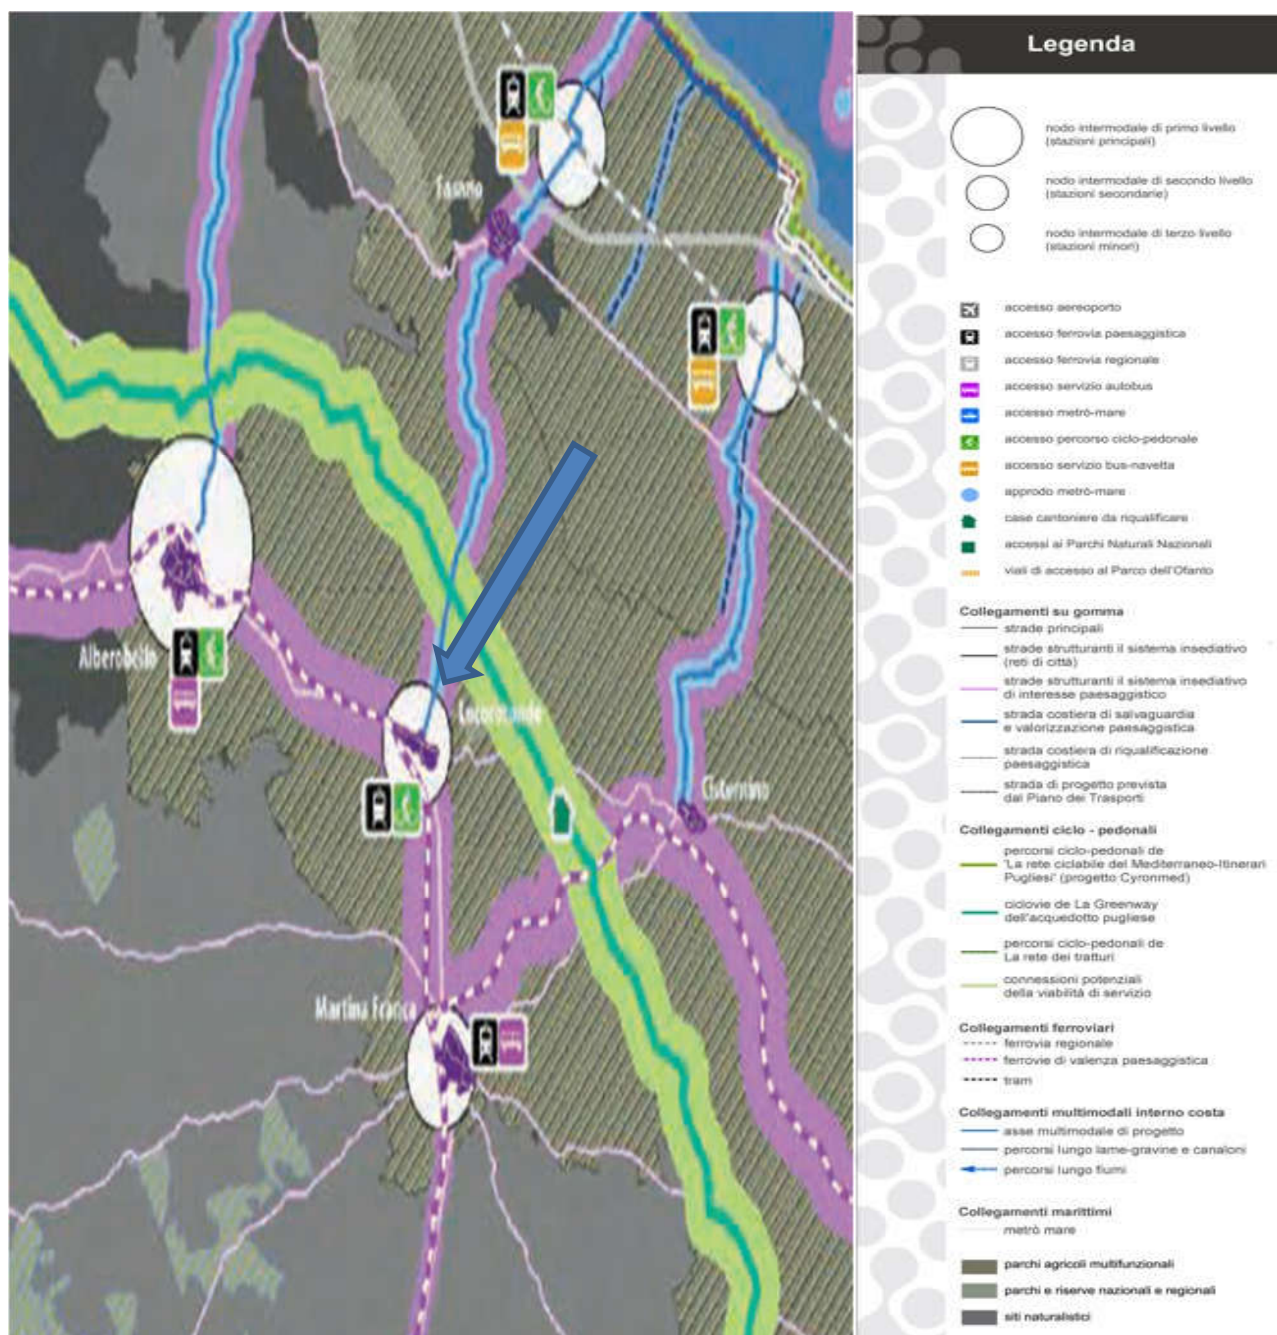 Fasano
Alberobello
Locorotondo
Cisternino
Martina Franca
Legenda
nodo intermodale di primo livello
(stazioni principali)
nodo intermodale di secondo livello
(stazioni secondarie)
nodo intermodale di terzo livello
(stazioni minori)
accesso aereoporto
accesso ferrovia paesaggistica
accesso ferrovia regionale
accesso servizio autobus
accesso metrò-mare
accesso percorso ciclo-pedonale
accesso servizio bus-navetta
approdo metrò-mare
case cantoniere da riqualificare
accessi ai Parchi Naturali Nazionali
viali di accesso al Parco dell'Ofanto
Collegamenti su gomma
strade principali
strade strutturanti il sistema insediativo
(reti di città)
strade strutturanti il sistema insediativo
di interesse paesaggistico
strada costiera di salvaguardia
e valorizzazione paesaggistica
strada costiera di riqualificazione
paesaggistica
strada di progetto prevista
dal Piano dei Trasporti
Collegamenti ciclo - pedonali
percorsi ciclo-pedonali de
"La rete ciclabile del Mediterraneo-Itinerari
Pugliesi" (progetto Cyronmed)
ciclovie de La Greenway
dell'acquedotto pugliese
percorsi ciclo-pedonali de
La rete dei tratturi
connessioni potenziali
della viabilità di servizio
Collegamenti ferroviari
ferrovia regionale
ferrovie di valenza paesaggistica
tram
Collegamenti multimodali interno costa
asse multimodale di progetto
percorsi lungo lame-gravine e canaloni
percorsi lungo fiumi
Collegamenti marittimi
metrò mare
parchi agricoli multifunzionali
parchi e riserve nazionali e regionali
siti naturalistici